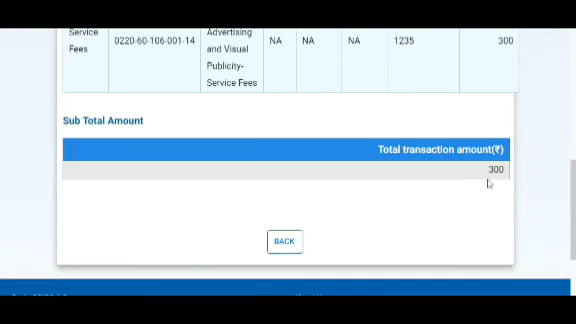 Service Fees
0220-60-106-001-14
Advertising and Visual Publicity- Service Fees
NA
NA
NA
1235
300
Sub Total Amount
Total transaction amount(₹)
300
BACK